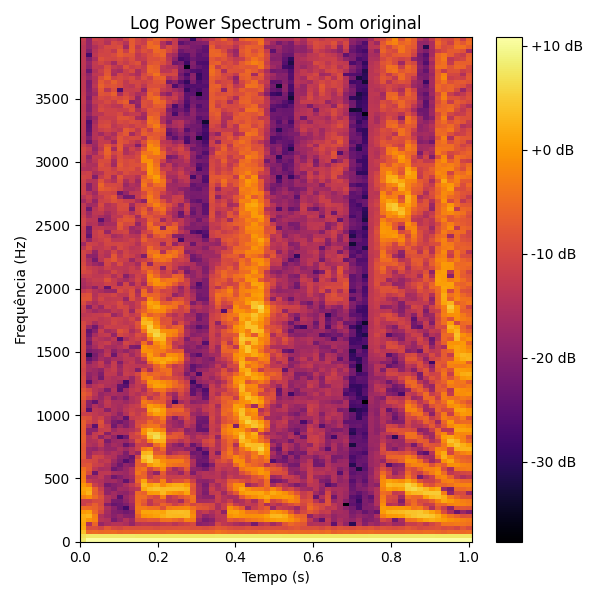 Log Power Spectrum - Som original
Frequência (Hz)
3500
3000
2500
2000
1500
1000
500
0
0.0 0.2 0.4 0.6 0.8 1.0
Tempo (s)
+10 dB
+0 dB
-10 dB
-20 dB
-30 dB